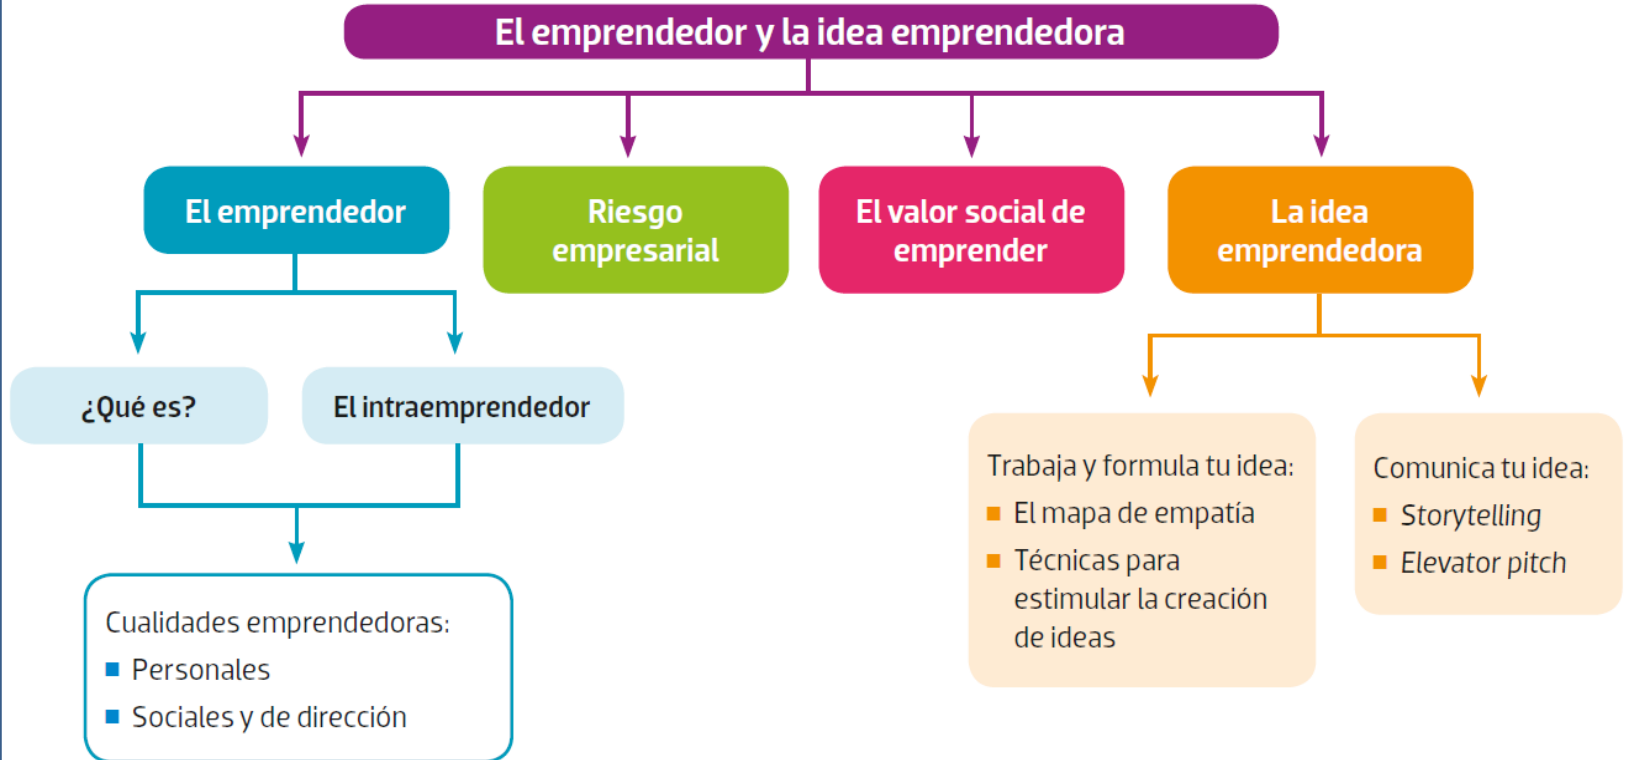 El emprendedor y la idea emprendedora
El emprendedor
Riesgo
empresarial
El valor social de
emprender
La idea
emprendedora
¿Qué es?
El intraemprendedor
Cualidades emprendedoras:
Personales
Sociales y de dirección
Trabaja y formula tu idea:
El mapa de empatía
Técnicas para
estimular la creación
de ideas
Comunica tu idea:
Storytelling
Elevator pitch